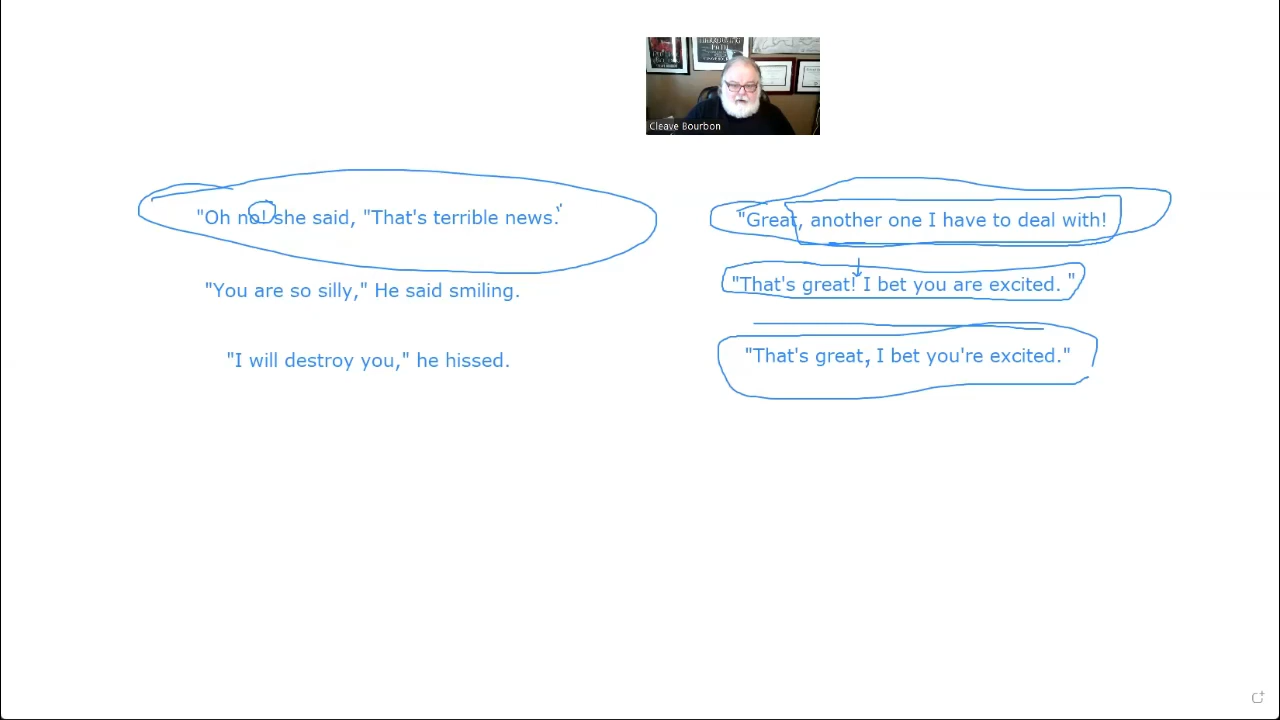 Cleave Bourbon
"Oh no! she said, "That's terrible news."
"You are so silly," He said smiling.
"I will destroy you," he hissed.
"Great, another one I have to deal with!
"That's great! I bet you are excited. "
"That's great, I bet you're excited."